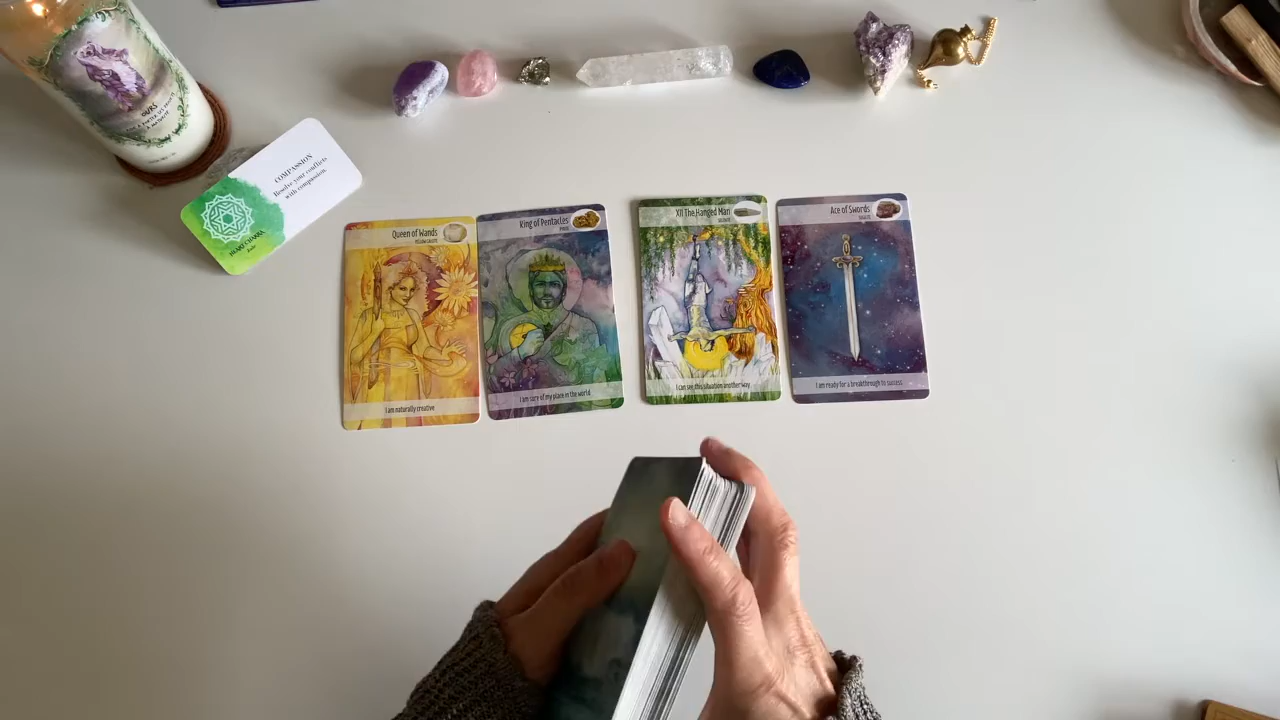 OURS
COMPASSION
Resolve your conflicts
with compassion.
HEART CHAKRA
Queen of Wands
I am naturally creative
King of Pentacles
I am sure of my place in the world
XII The Hanged Man
I can see this situation another way
Ace of Swords
I am ready for a breakthrough to success